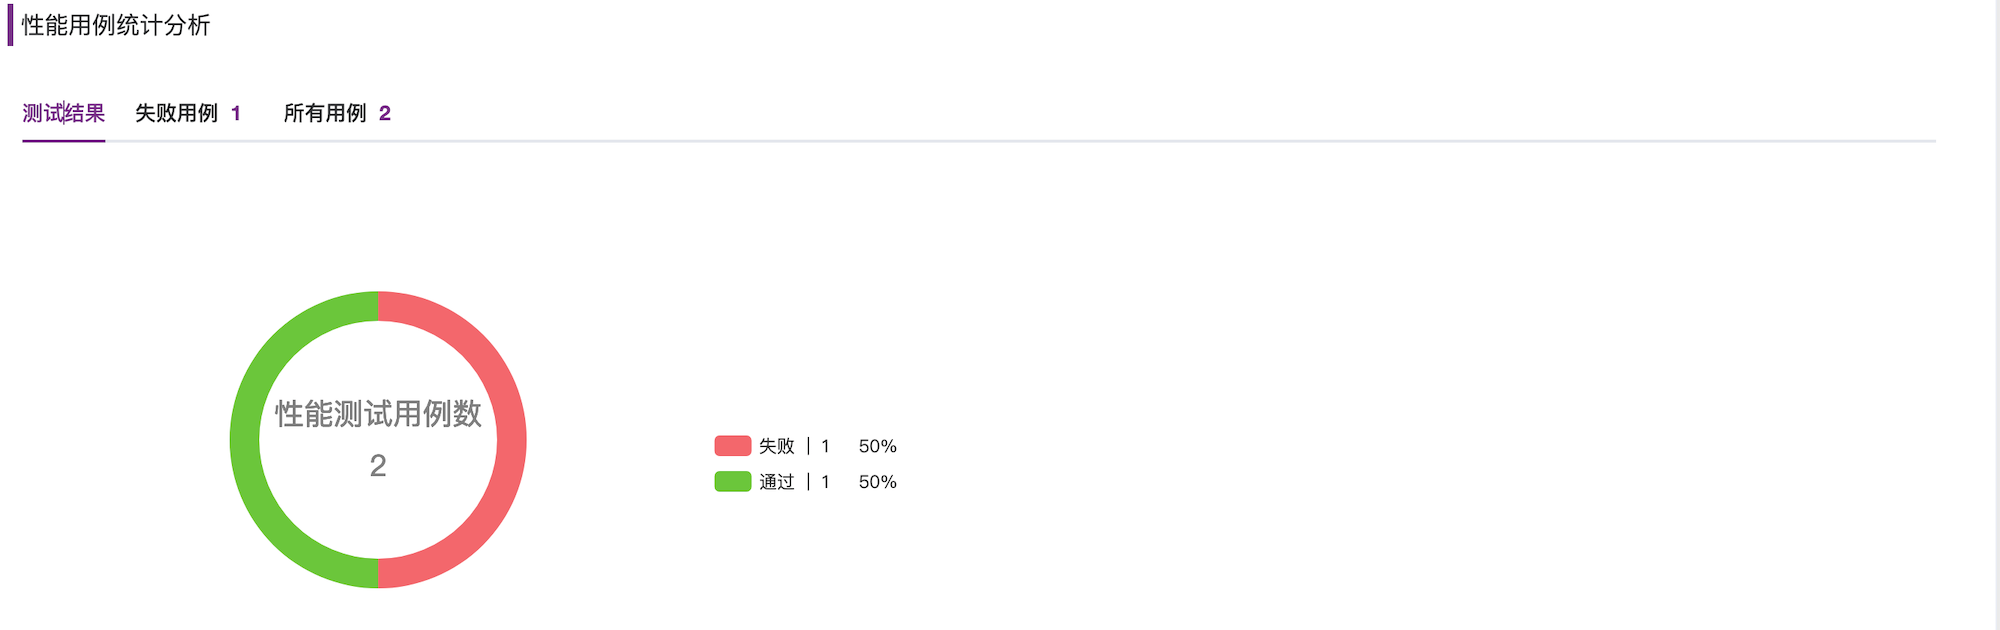 性能用例统计分析
测试结果 失败用例 1 所有用例 2
性能测试用例数
2
失败 | 1 50%
通过 | 1 50%